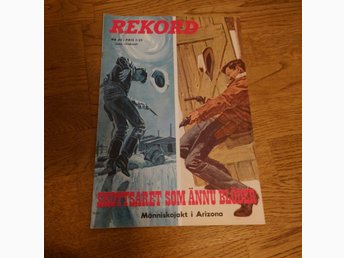 REKORD
SKOTTSÅRET SOM ÄNNU BLÖDER
Människojakt i Arizona